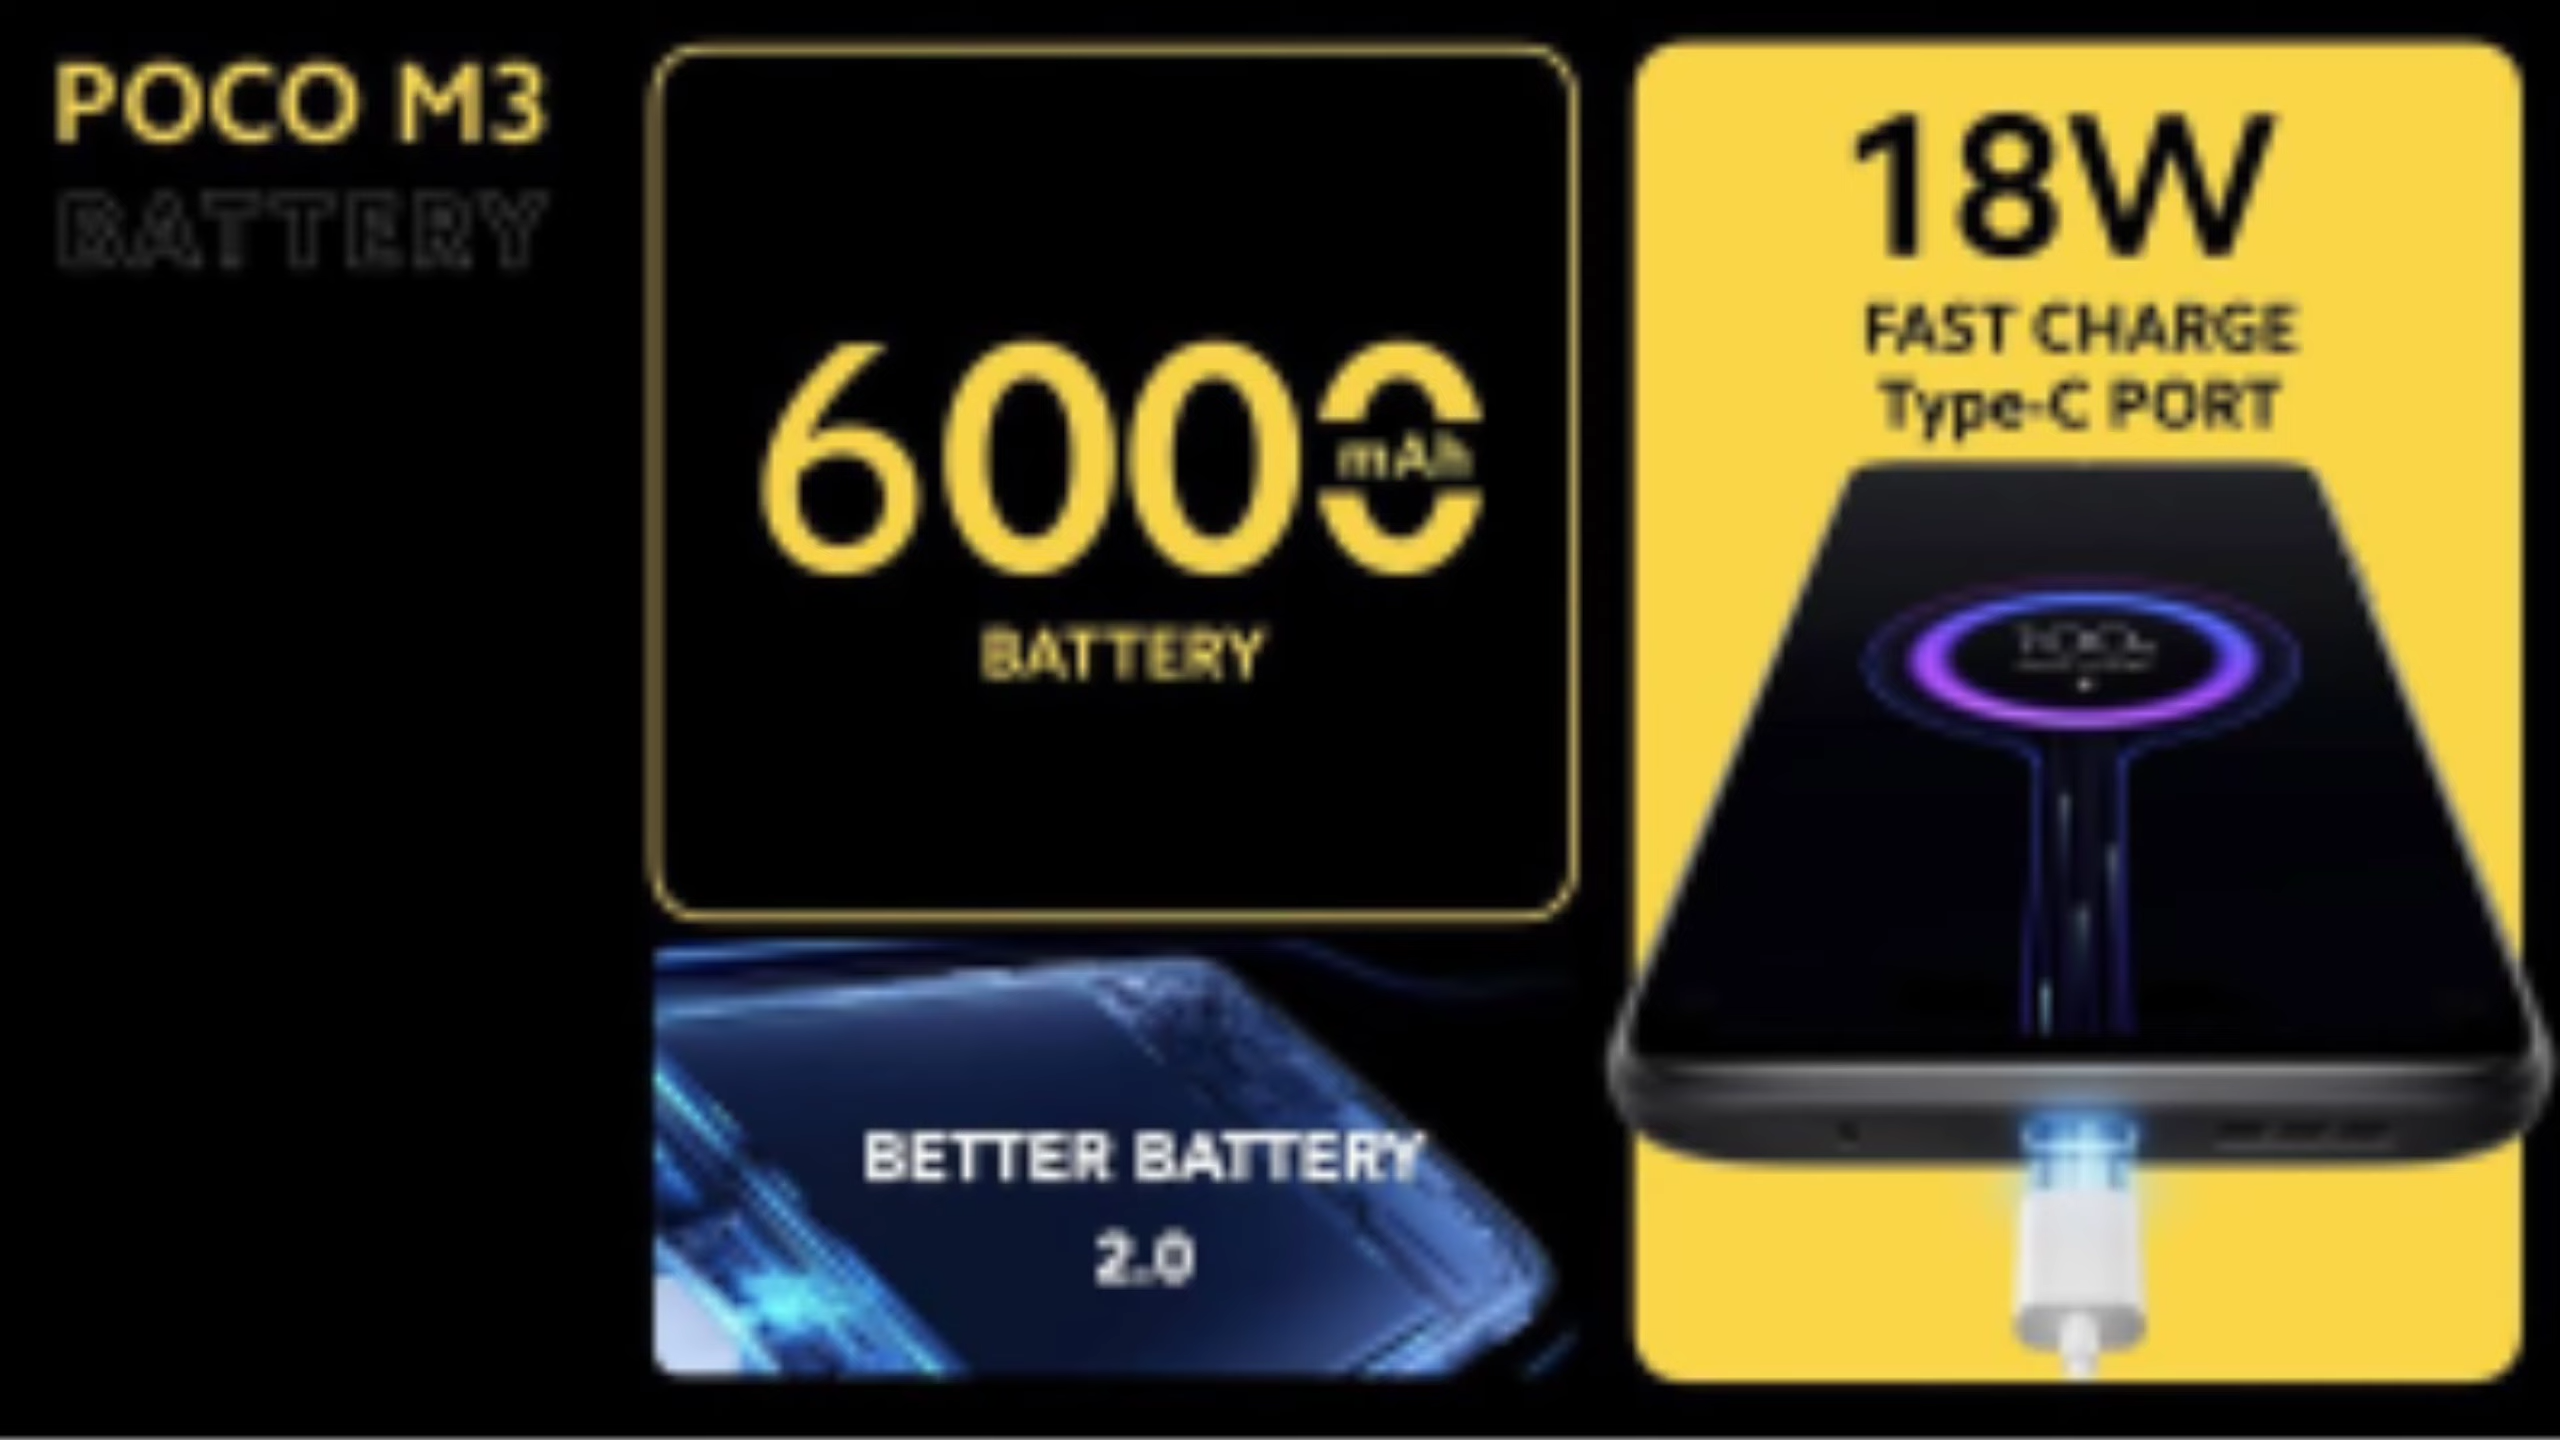 POCO M3
BATTERY
6000
mAh
BATTERY
BETTER BATTERY
2.0
18W
FAST CHARGE
Type-C PORT